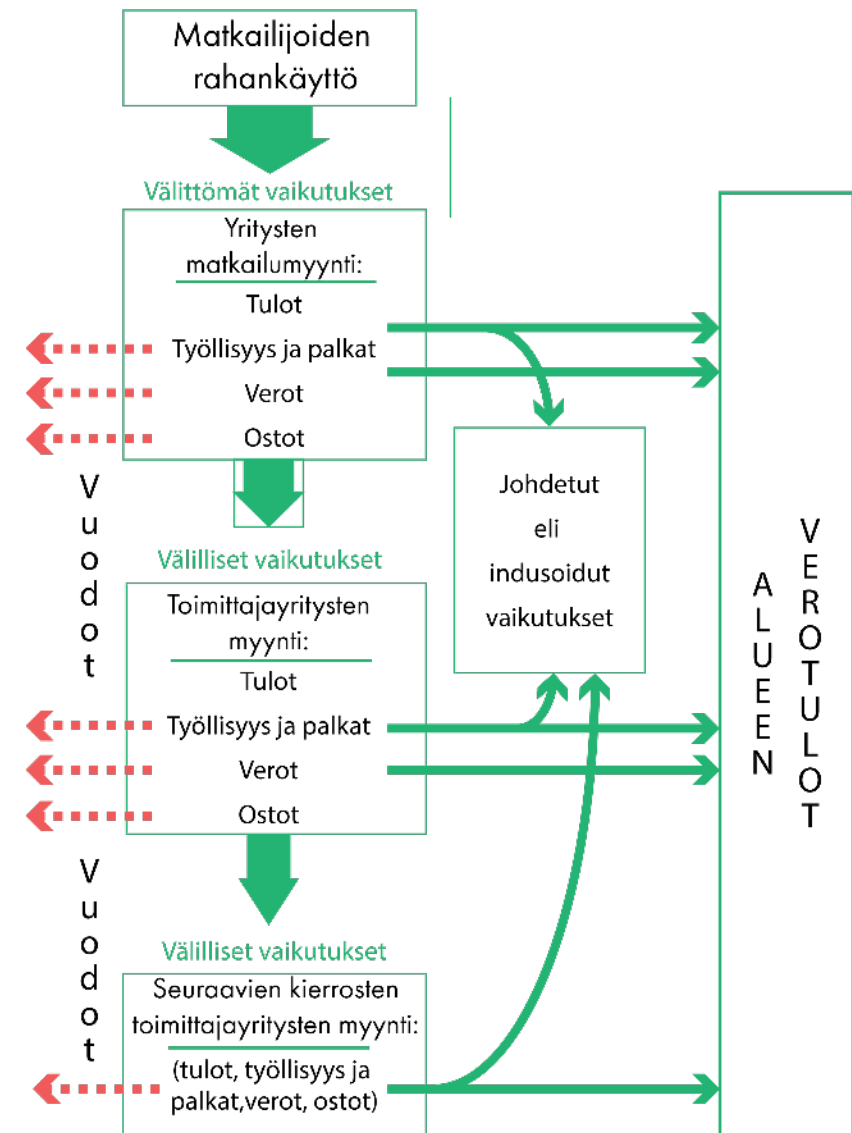 Matkailijoiden
rahankäyttö
Välittömät vaikutukset
Yritysten
matkailumyynti:
Tulot
Työllisyys ja palkat
Verot
Ostot
Vuodot
Johdetut
eli
indusoidut
vaikutukset
Välilliset vaikutukset
Toimittajayritysten
myynti:
Tulot
Työllisyys ja palkat
Verot
Ostot
Vuodot
Välilliset vaikutukset
Seuraavien kierrosten
toimittajayritysten myynti:
(tulot, työllisyys ja
palkat,verot, ostot)
ALUEEN
VEROTULOT